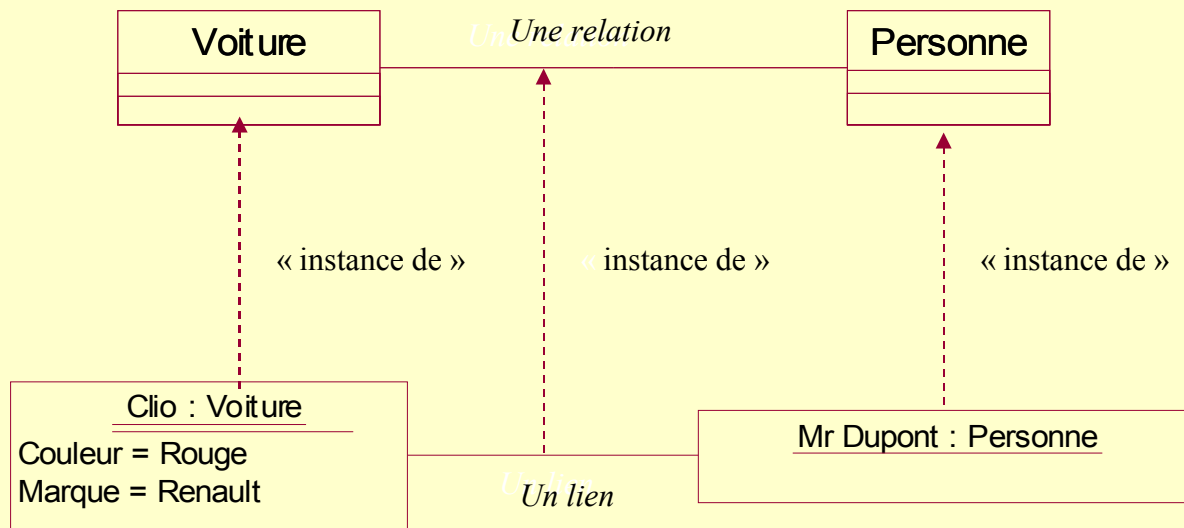 Voiture
Une relation
Personne
« instance de »
« instance de »
« instance de »
Clio : Voiture
Couleur = Rouge
Marque = Renault
Un lien
Mr Dupont : Personne